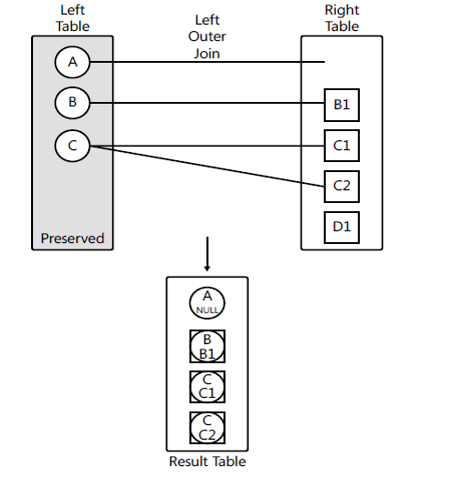 Left
Table
Left
Outer
Join
Right
Table
A
B
B1
C
C1
C2
D1
Preserved
A
NULL
B
B1
C
C1
C
C2
Result Table